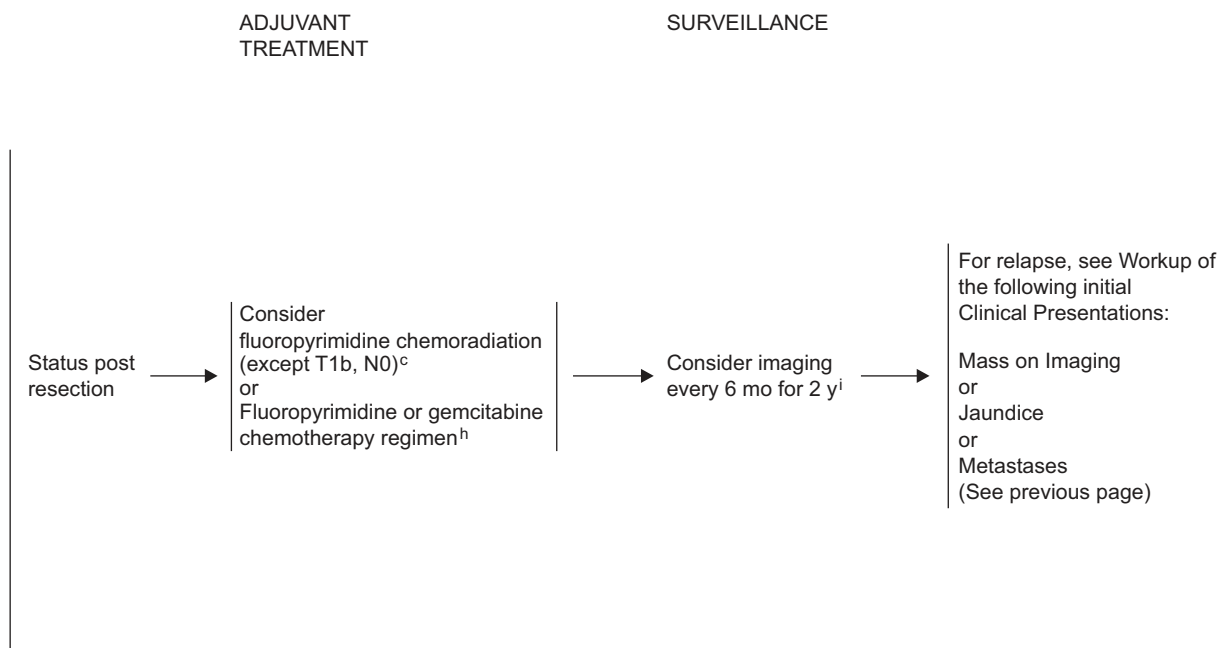 ADJUVANT
TREATMENT
SURVEILLANCE
Status post
resection
Consider
fluoropyrimidine chemoradiation
(except T1b, N0)c
or
Fluoropyrimidine or gemcitabine
chemotherapy regimenh
Consider imaging
every 6 mo for 2 yi
For relapse, see Workup of
the following initial
Clinical Presentations:
Mass on Imaging
or
Jaundice
or
Metastases
(See previous page)